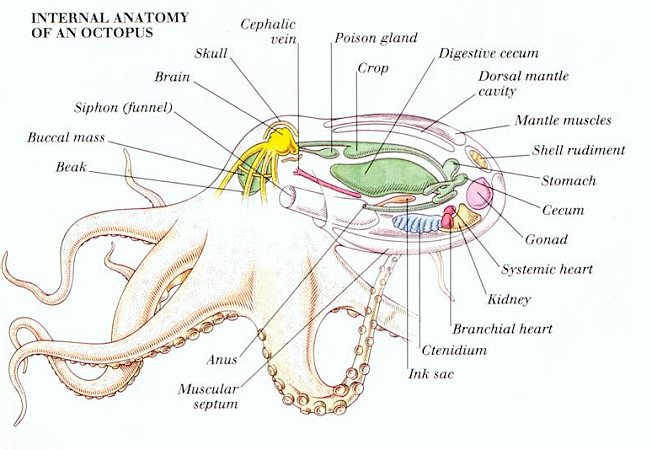 INTERNAL ANATOMY
OF AN OCTOPUS
Cephalic
vein
Poison gland
Skull
Crop
Digestive cecum
Brain
Dorsal mantle
cavity
Siphon (funnel)
Mantle muscles
Buccal mass
Shell rudiment
Beak
Stomach
Cecum
Gonad
Systemic heart
Kidney
Branchial heart
Anus
Ctenidium
Muscular
septum
Ink sac